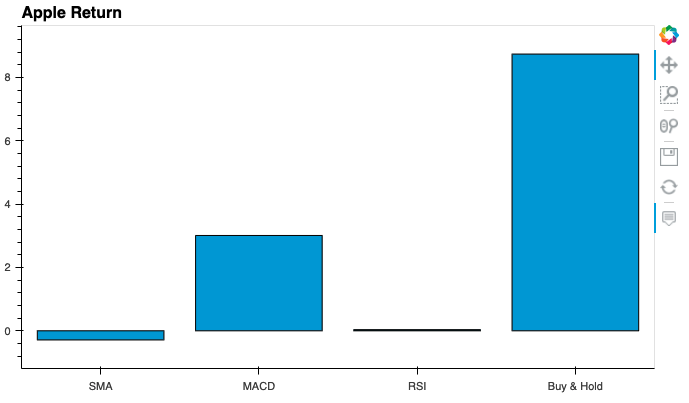 Apple Return
8
6
4
2
0
SMA
MACD
RSI
Buy & Hold